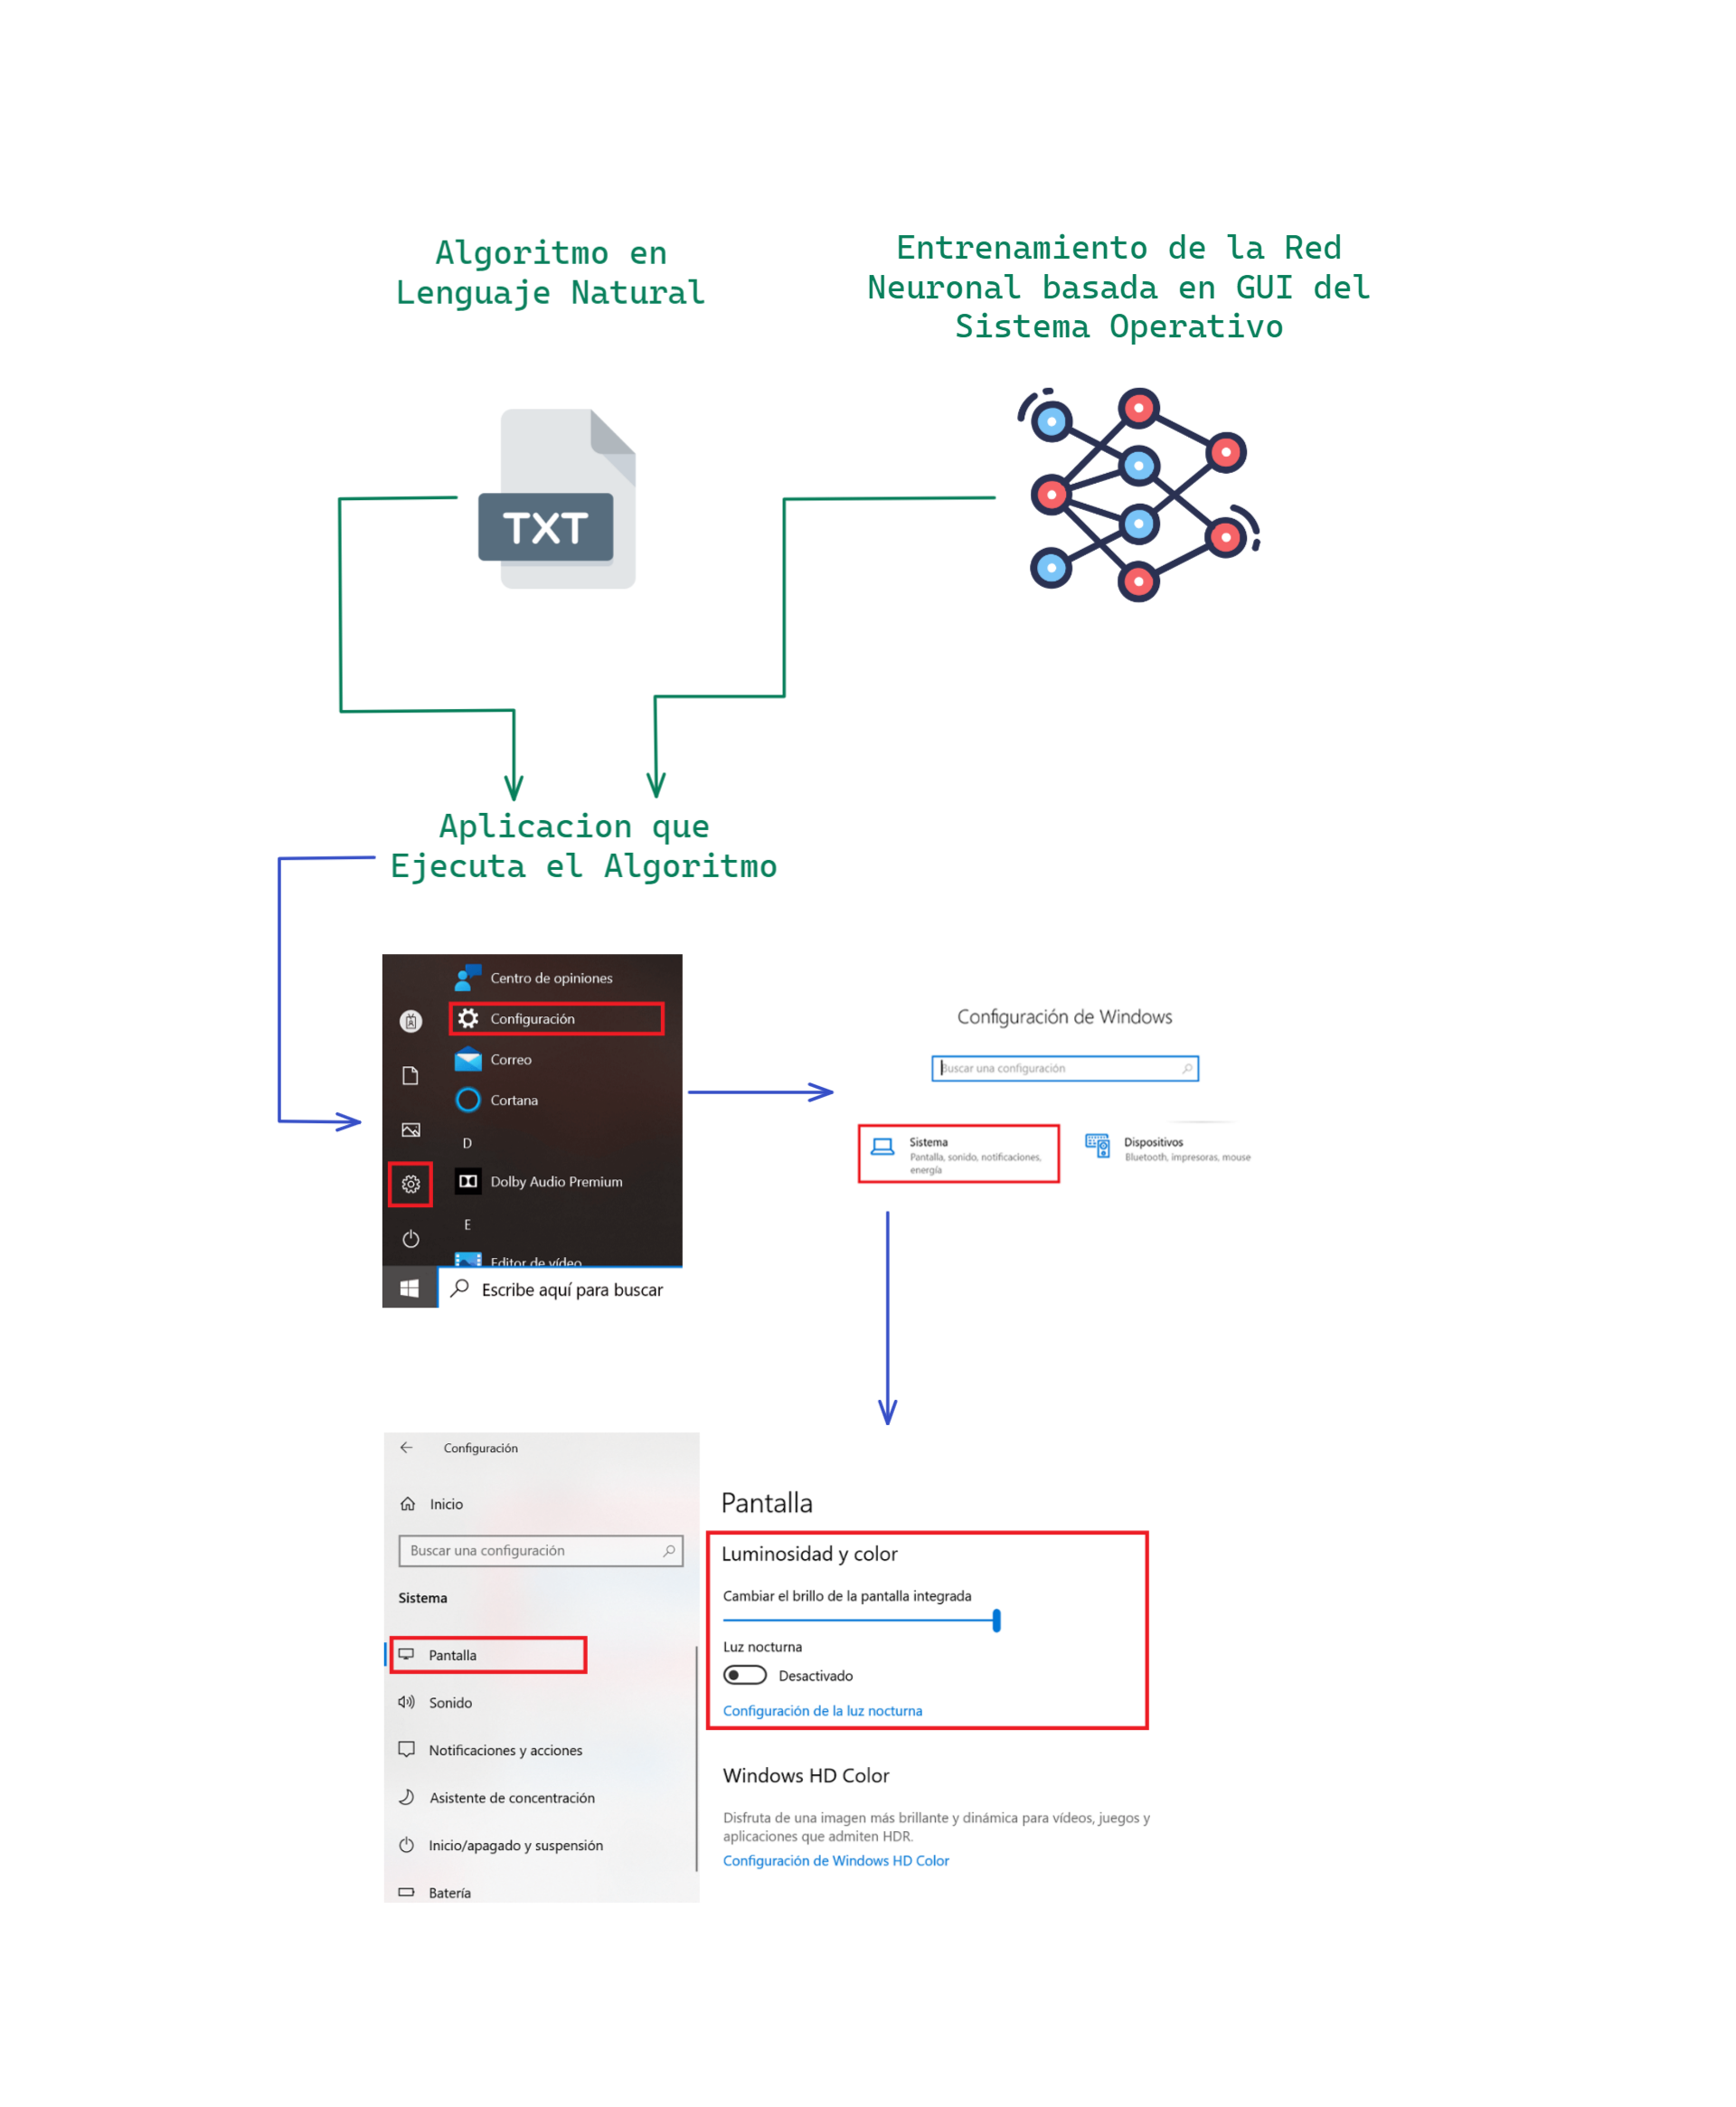 Algoritmo en
Lenguaje Natural
Entrenamiento de la Red
Neuronal basada en GUI del
Sistema Operativo
TXT
Aplicacion que
Ejecuta el Algoritmo
Centro de opiniones
Configuración
Correo
Cortana
D
Dolby Audio Premium
E
Editor de vídeo
Escribe aquí para buscar
Configuración de Windows
Buscar una configuración
Sistema
Pantalla, sonido, notificaciones,
energía
Dispositivos
Bluetooth, impresoras, mouse
Configuración
Inicio
Buscar una configuración
Sistema
Pantalla
Sonido
Notificaciones y acciones
Asistente de concentración
Inicio/apagado y suspensión
Batería
Pantalla
Luminosidad y color
Cambiar el brillo de la pantalla integrada
Luz nocturna
Desactivado
Configuración de la luz nocturna
Windows HD Color
Disfruta de una imagen más brillante y dinámica para vídeos, juegos y
aplicaciones que admiten HDR.
Configuración de Windows HD Color